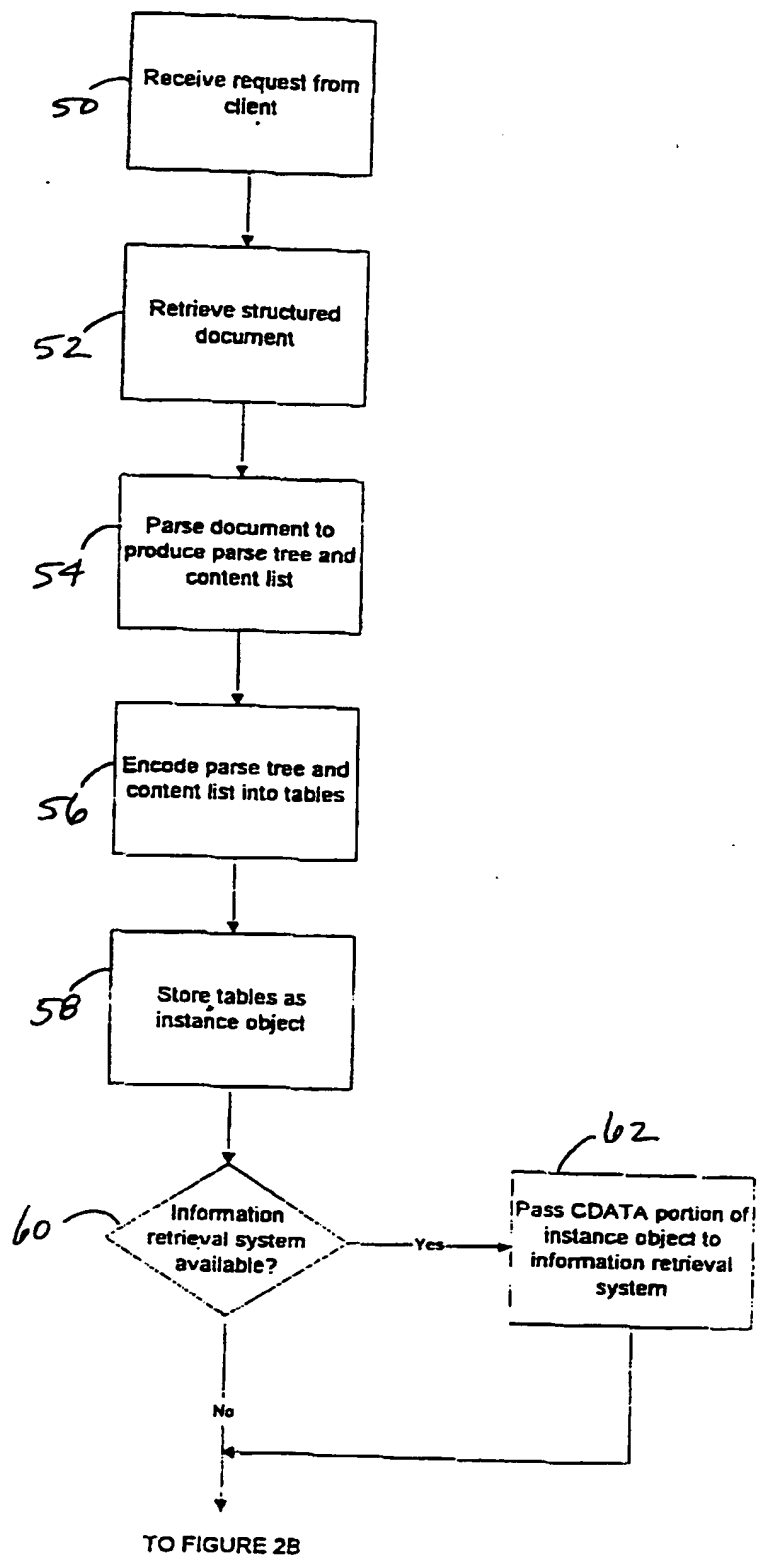 Receive request from
client
50
Retrieve structured
document
52
Parse document to
produce parse tree and
content list
54
Encode parse tree and
content list into tables
56
Store tables as
instance object
58
62
Information
retrieval system
available?
60
Yes
Pass CDATA portion of
instance object to
information retrieval
system
No
TO FIGURE 2B